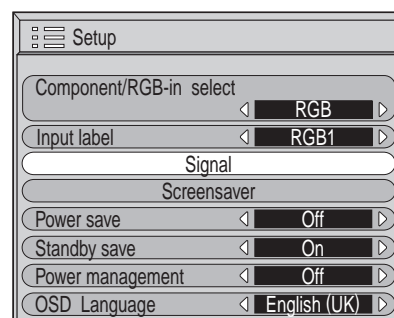 Setup
Component/RGB-in select
RGB
Input label RGB1
Signal
Screensaver
Power save Off
Standby save On
Power management Off
OSD Language English (UK)